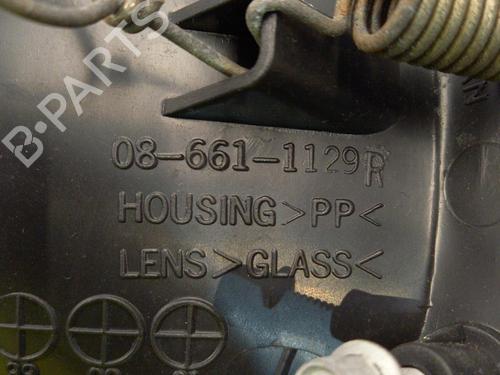 B-PARTS
08-661-1129R
HOUSING>PP<
LENS>GLASS<